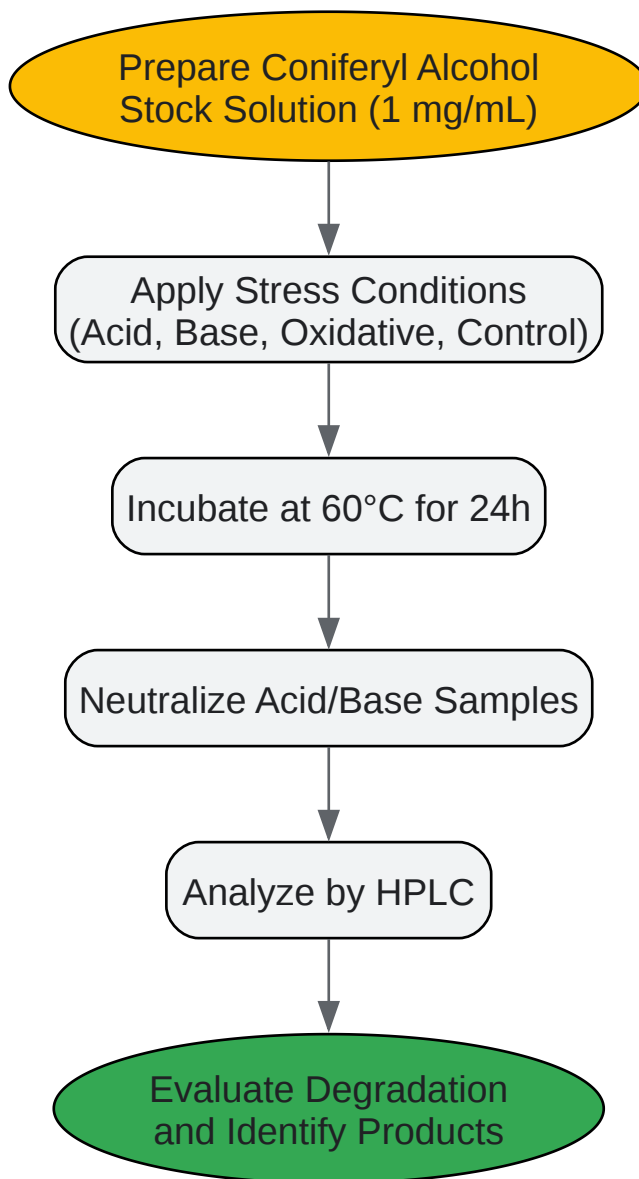 Prepare Coniferyl Alcohol
Stock Solution (1 mg/mL)
Apply Stress Conditions
(Acid, Base, Oxidative, Control)
Incubate at 60°C for 24h
Neutralize Acid/Base Samples
Analyze by HPLC
Evaluate Degradation
and Identify Products